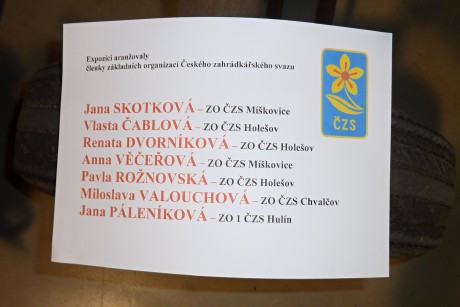 Expozici aranžovaly
členky základních organizací Českého zahrádkářského svazu
ČZS
Jana SKOTKOVÁ – ZO ČZS Míškovice
Vlasta ČABLOVÁ – ZO ČZS Holešov
Renata DVORNÍKOVÁ – ZO ČZS Holešov
Anna VĚČEŘOVÁ – ZO ČZS Míškovice
Pavla ROŽNOVSKÁ – ZO ČZS Holešov
Miloslava VALOUCHOVÁ – ZO ČZS Chvalčov
Jana PÁLENÍKOVÁ – ZO 1 ČZS Hulín